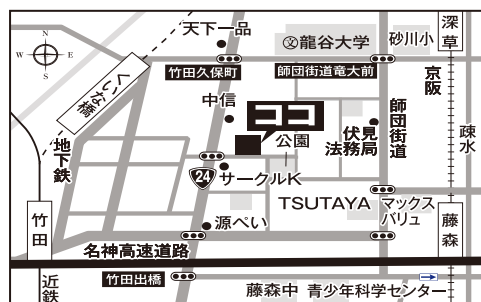 天下一品
文 龍谷大学
砂川小
深草
N
W
E
S
くいな橋
竹田久保町
師団街道竜大前
京阪
中信
ココ
公園
伏見
法務局
師団街道
疎水
地下鉄
24
サークルK
TSUTAYA
マックス
バリュ
竹田
源ぺい
藤森
名神高速道路
近鉄
竹田出橋
藤森中
青少年科学センター